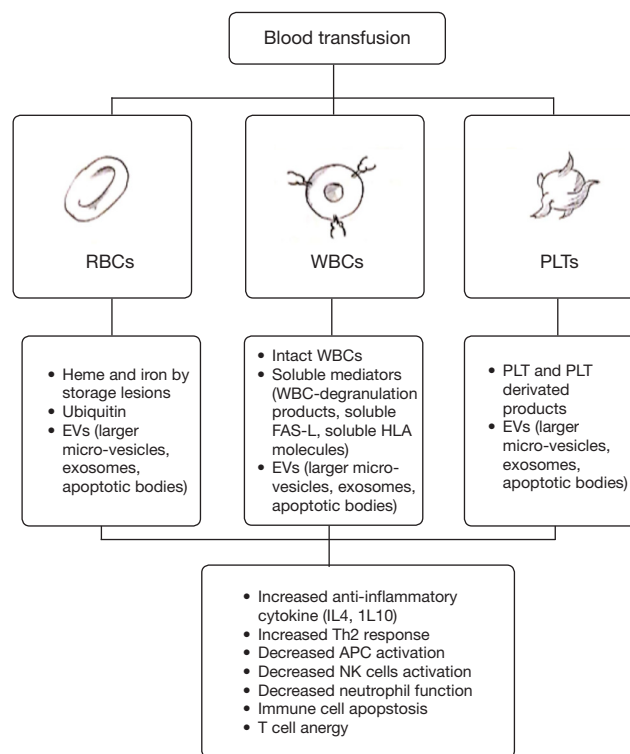 Blood transfusion
RBCs
WBCs
PLTs
• Heme and iron by
storage lesions
• Ubiquitin
• EVs (larger
micro-vesicles,
exosomes,
apoptotic bodies)
• Intact WBCs
• Soluble mediators
(WBC-degranulation
products, soluble
FAS-L, soluble HLA
molecules)
• EVs (larger micro-
vesicles, exosomes,
apoptotic bodies)
• PLT and PLT
derivated
products
• EVs (larger
micro-vesicles,
exosomes,
apoptotic bodies)
• Increased anti-inflammatory
cytokine (IL4, 1L10)
• Increased Th2 response
• Decreased APC activation
• Decreased NK cells activation
• Decreased neutrophil function
• Immune cell apopstosis
• T cell anergy